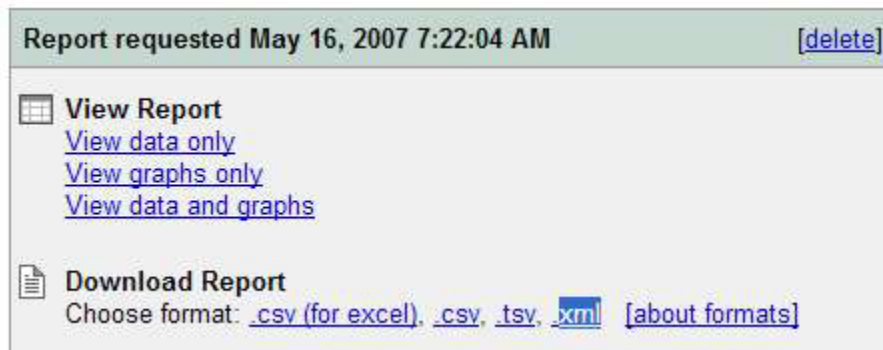 Report requested May 16, 2007 7:22:04 AM [delete]
View Report
View data only
View graphs only
View data and graphs
Download Report
Choose format: .csv (for excel), .csv, .tsv, .xml [about formats]